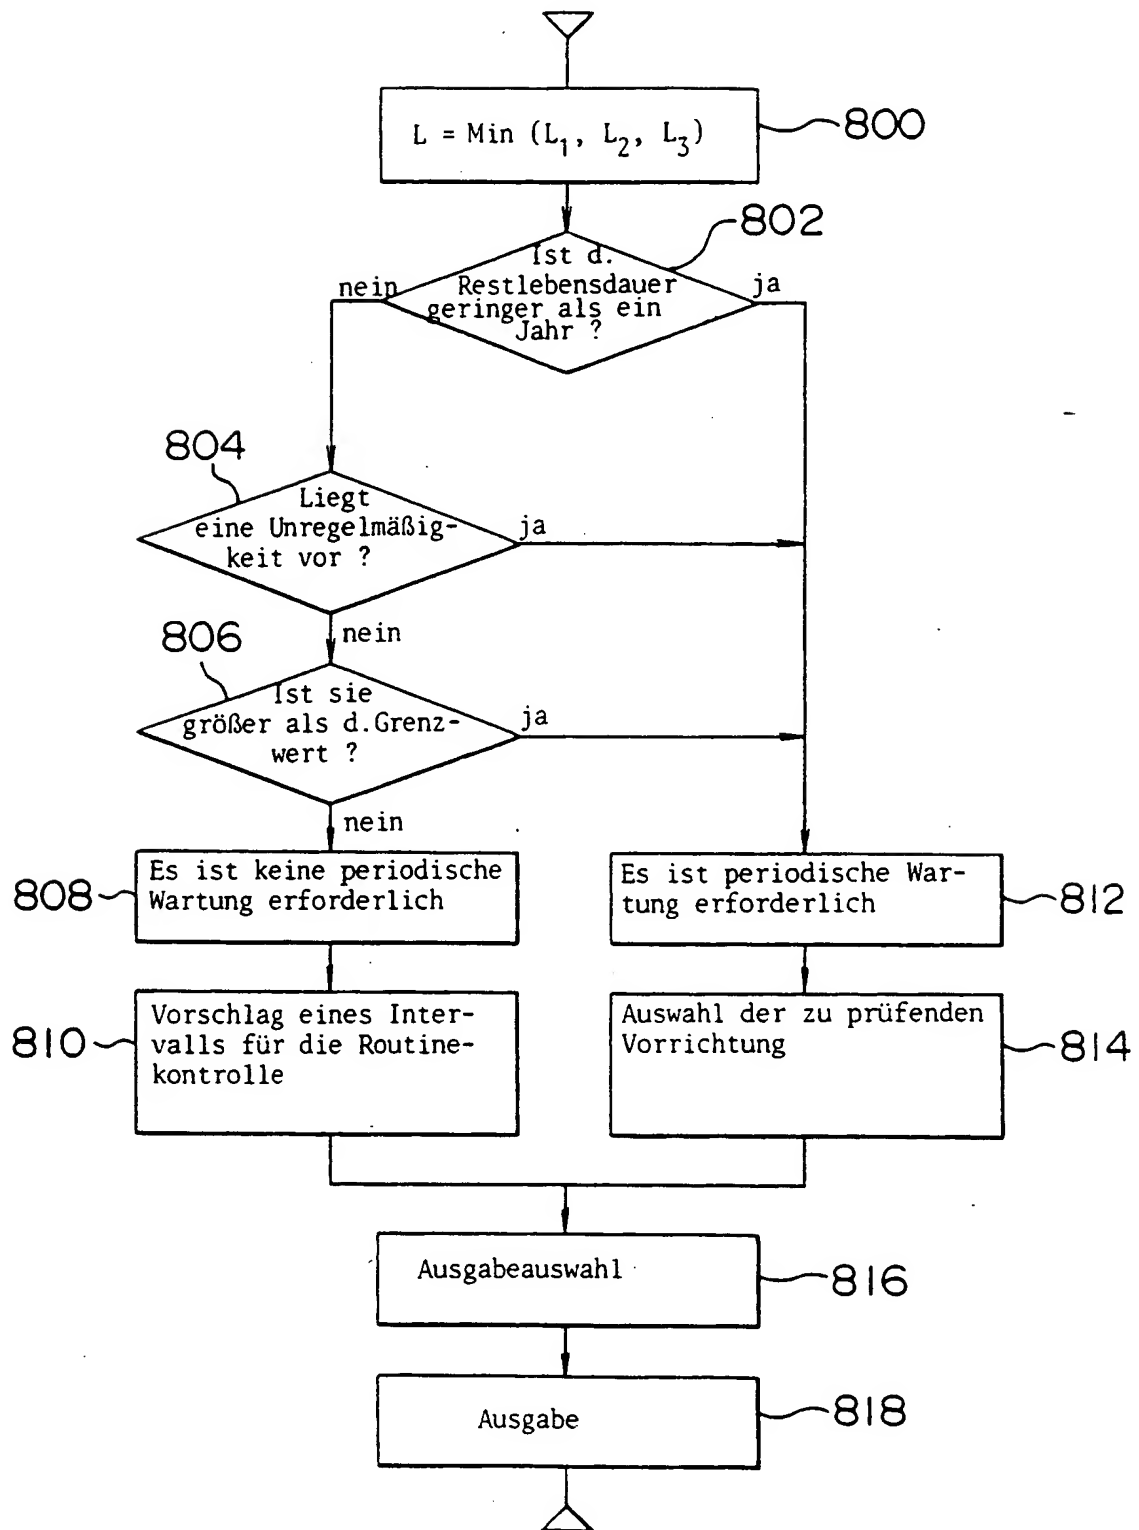 L = Min (L1, L2, L3)
800
802
Ist d.
Restlebensdauer
geringer als ein
Jahr ?
nein
ja
804
Liegt
eine Unregelmäßig-
keit vor ?
ja
nein
806
Ist sie
größer als d.Grenz-
wert ?
ja
nein
808
Es ist keine periodische
Wartung erforderlich
Es ist periodische War-
tung erforderlich
812
810
Vorschlag eines Inter-
valls für die Routine-
kontrolle
Auswahl der zu prüfenden
Vorrichtung
814
Ausgabeauswahl
816
Ausgabe
818